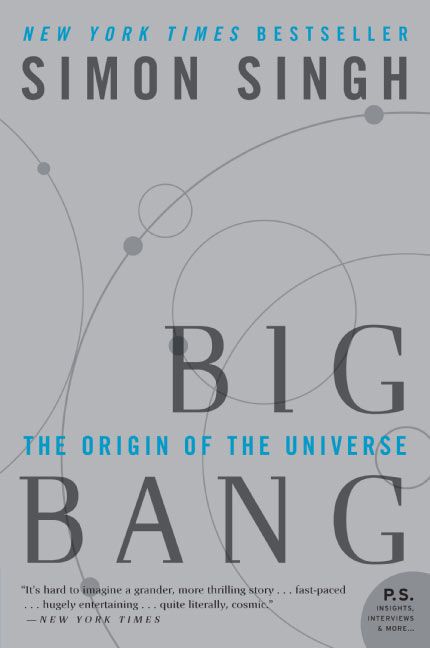 NEW YORK TIMES BESTSELLER
SIMON SINGH
BIG
THE ORIGIN OF THE UNIVERSE
BANG
“It’s hard to imagine a grander, more thrilling story . . . fast-paced
. . . hugely entertaining . . . quite literally, cosmic.”
—NEW YORK TIMES
P.S.
INSIGHTS,
INTERVIEWS
& MORE...